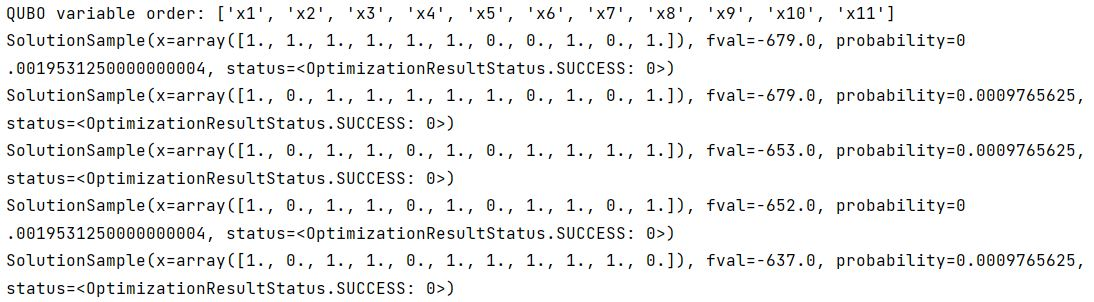 QUBO variable order: ['x1', 'x2', 'x3', 'x4', 'x5', 'x6', 'x7', 'x8', 'x9', 'x10', 'x11']
SolutionSample(x=array([1., 1., 1., 1., 1., 1., 0., 0., 1., 0., 1.]), fval=-679.0, probability=0
.0019531250000000004, status=<OptimizationResultStatus.SUCCESS: 0>)
SolutionSample(x=array([1., 0., 1., 1., 1., 1., 1., 0., 1., 0., 1.]), fval=-679.0, probability=0.0009765625,
status=<OptimizationResultStatus.SUCCESS: 0>)
SolutionSample(x=array([1., 0., 1., 1., 0., 1., 0., 1., 1., 1., 1.]), fval=-653.0, probability=0.0009765625,
status=<OptimizationResultStatus.SUCCESS: 0>)
SolutionSample(x=array([1., 0., 1., 1., 0., 1., 0., 1., 1., 0., 1.]), fval=-652.0, probability=0
.0019531250000000004, status=<OptimizationResultStatus.SUCCESS: 0>)
SolutionSample(x=array([1., 0., 1., 1., 0., 1., 1., 1., 1., 1., 0.]), fval=-637.0, probability=0.0009765625,
status=<OptimizationResultStatus.SUCCESS: 0>)